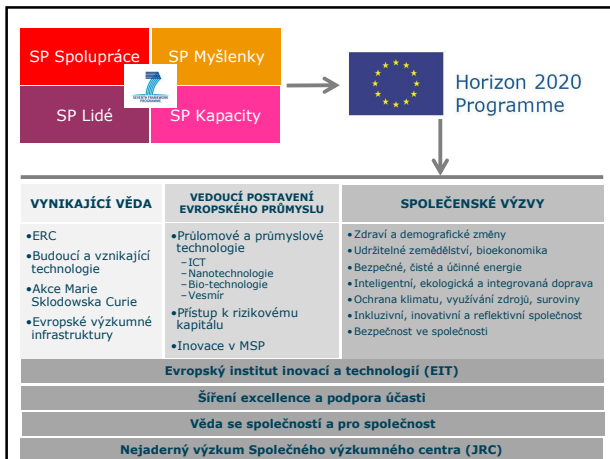 SP Spolupráce
SP Myšlenky
SP Lidé
SP Kapacity
SEVENTH FRAMEWORK
PROGRAMME
Horizon 2020
Programme
VYNIKAJÍCÍ VĚDA
•ERC
•Budoucí a vznikající
technologie
•Akce Marie
Sklodowska Curie
•Evropské výzkumné
infrastruktury
VEDOUCÍ POSTAVENÍ
EVROPSKÉHO PRŮMYSLU
•Průlomové a průmyslové
technologie
–ICT
–Nanotechnologie
–Bio-technologie
–Vesmír
•Přístup k rizikovému
kapitálu
•Inovace v MSP
SPOLEČENSKÉ VÝZVY
•Zdraví a demografické změny
•Udržitelné zemědělství, bioekonomika
•Bezpečné, čisté a účinné energie
•Inteligentní, ekologická a integrovaná doprava
•Ochrana klimatu, využívání zdrojů, suroviny
•Inkluzivní, inovativní a reflektivní společnost
•Bezpečnost ve společnosti
Evropský institut inovací a technologií (EIT)
Šíření excellence a podpora účasti
Věda se společností a pro společnost
Nejaderný výzkum Společného výzkumného centra (JRC)